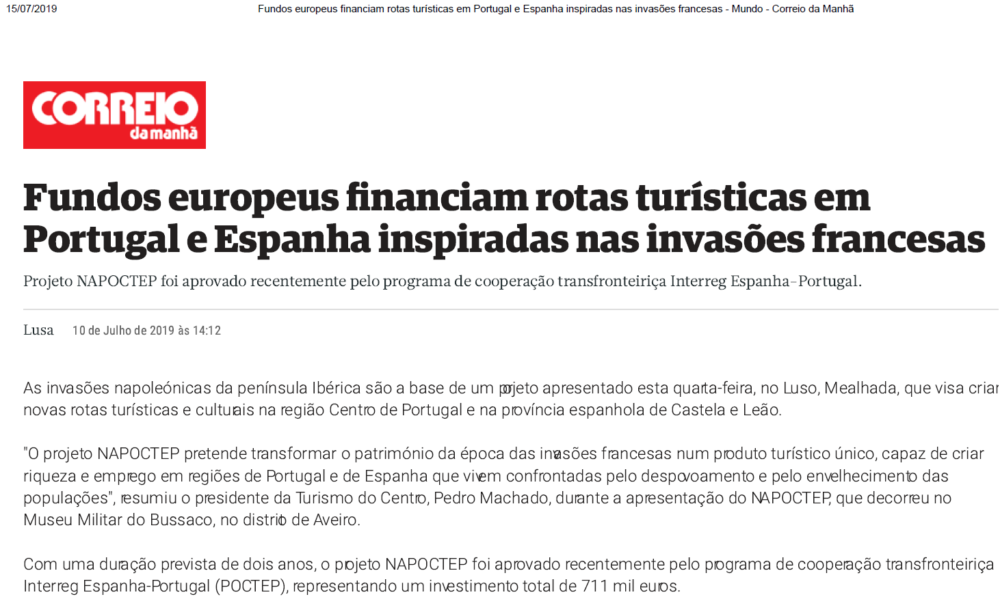 15/07/2019 Fundos europeus financiam rotas turísticas em Portugal e Espanha inspiradas nas invasões francesas - Mundo - Correio da Manhã
CORREIO
da manhã
Fundos europeus financiam rotas turísticas em
Portugal e Espanha inspiradas nas invasões francesas
Projeto NAPOCTEP foi aprovado recentemente pelo programa de cooperação transfronteiriça Interreg Espanha-Portugal.
Lusa 10 de Julho de 2019 às 14:12
As invasões napoleónicas da península Ibérica são a base de um projeto apresentado esta quarta-feira, no Luso, Mealhada, que visa criar
novas rotas turísticas e culturais na região Centro de Portugal e na província espanhola de Castela e Leão.
"O projeto NAPOCTEP pretende transformar o património da época das invasões francesas num produto turístico único, capaz de criar
riqueza e emprego em regiões de Portugal e de Espanha que vivem confrontadas pelo despovoamento e pelo envelhecimento das
populações", resumiu o presidente da Turismo do Centro, Pedro Machado, durante a apresentação do NAPOCTEP, que decorreu no
Museu Militar do Bussaco, no distrito de Aveiro.
Com uma duração prevista de dois anos, o projeto NAPOCTEP foi aprovado recentemente pelo programa de cooperação transfronteiriça
Interreg Espanha-Portugal (POCTEP), representando um investimento total de 711 mil euros.